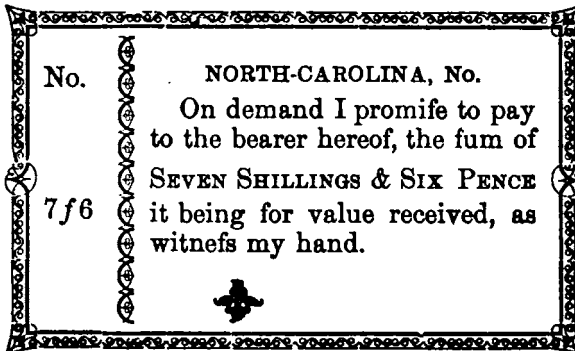 No.
7ƒ6
NORTH-CAROLINA, No.
On demand I promife to pay
to the bearer hereof, the fum of
SEVEN SHILLINGS & SIX PENCE
it being for value received, as
witnefs my hand.